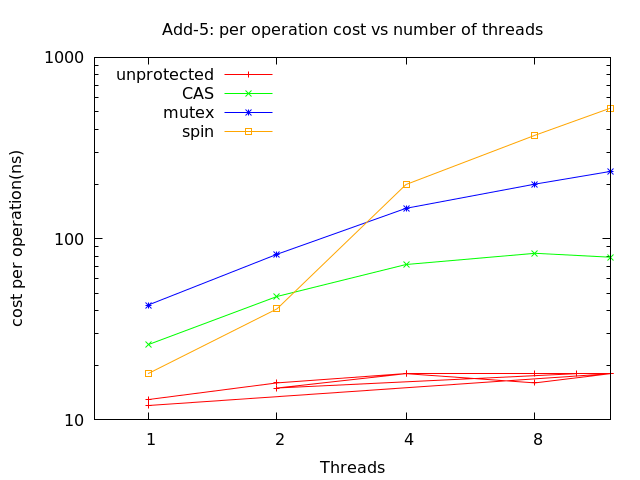 Add-5: per operation cost vs number of threads
1000
unprotected
CAS
mutex
spin
cost per operation(ns)
100
10
1 2 4 8
Threads